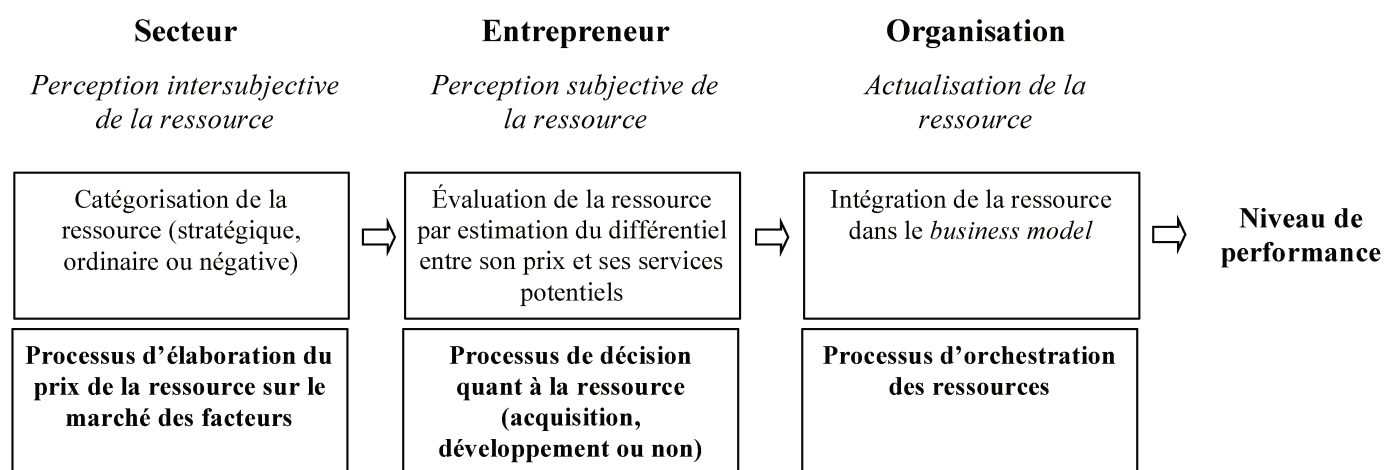 Secteur
Perception intersubjective
de la ressource
Catégorisation de la
ressource (stratégique,
ordinaire ou négative)
Processus d’élaboration du
prix de la ressource sur le
marché des facteurs
Entrepreneur
Perception subjective de
la ressource
Évaluation de la ressource
par estimation du différentiel
entre son prix et ses services
potentiels
Processus de décision
quant à la ressource
(acquisition,
développement ou non)
Organisation
Actualisation de la
ressource
Intégration de la ressource
dans le business model
Processus d’orchestration
des ressources
Niveau de
performance